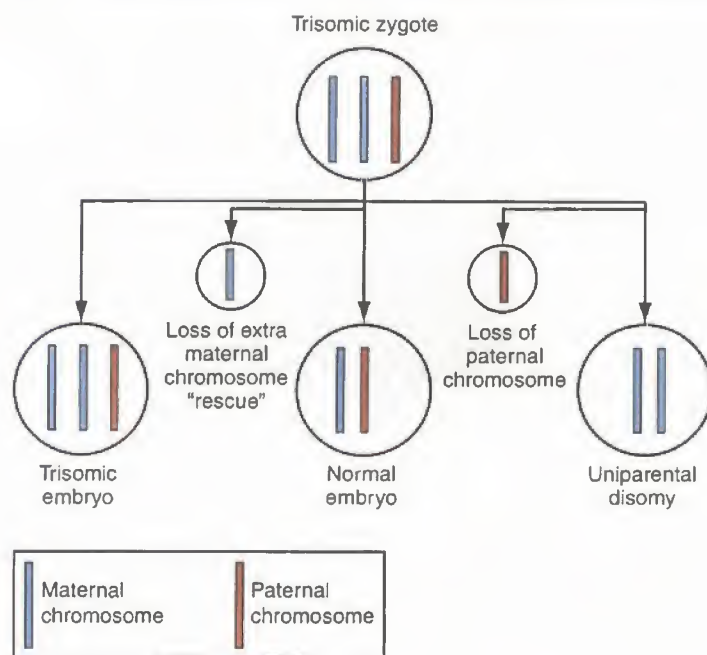 Trisomic zygote
Loss of extra
maternal
chromosome
"rescue"
Loss of
paternal
chromosome
Trisomic
embryo
Normal
embryo
Uniparental
disomy
Maternal
chromosome
Paternal
chromosome